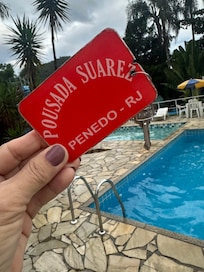 POUSADA SUAREZ
PENEDO - RJ